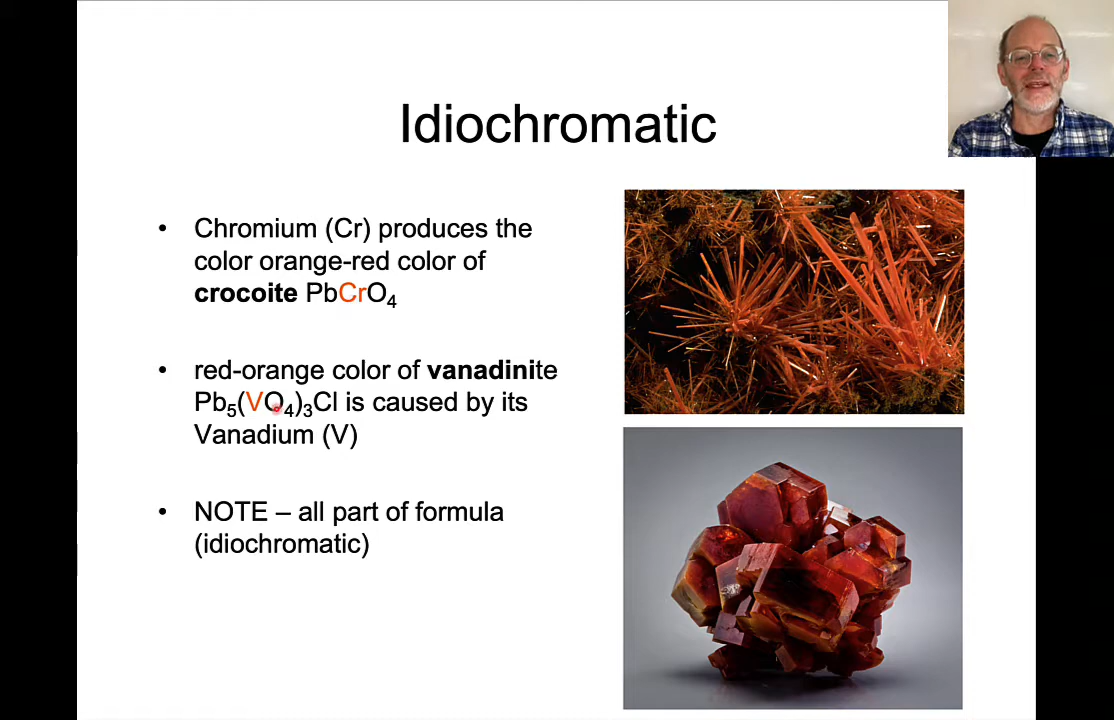 Idiochromatic
• Chromium (Cr) produces the
color orange-red color of
crocoite PbCrO₄
• red-orange color of vanadinite
Pb₅(VO₄)₃Cl is caused by its
Vanadium (V)
• NOTE – all part of formula
(idiochromatic)